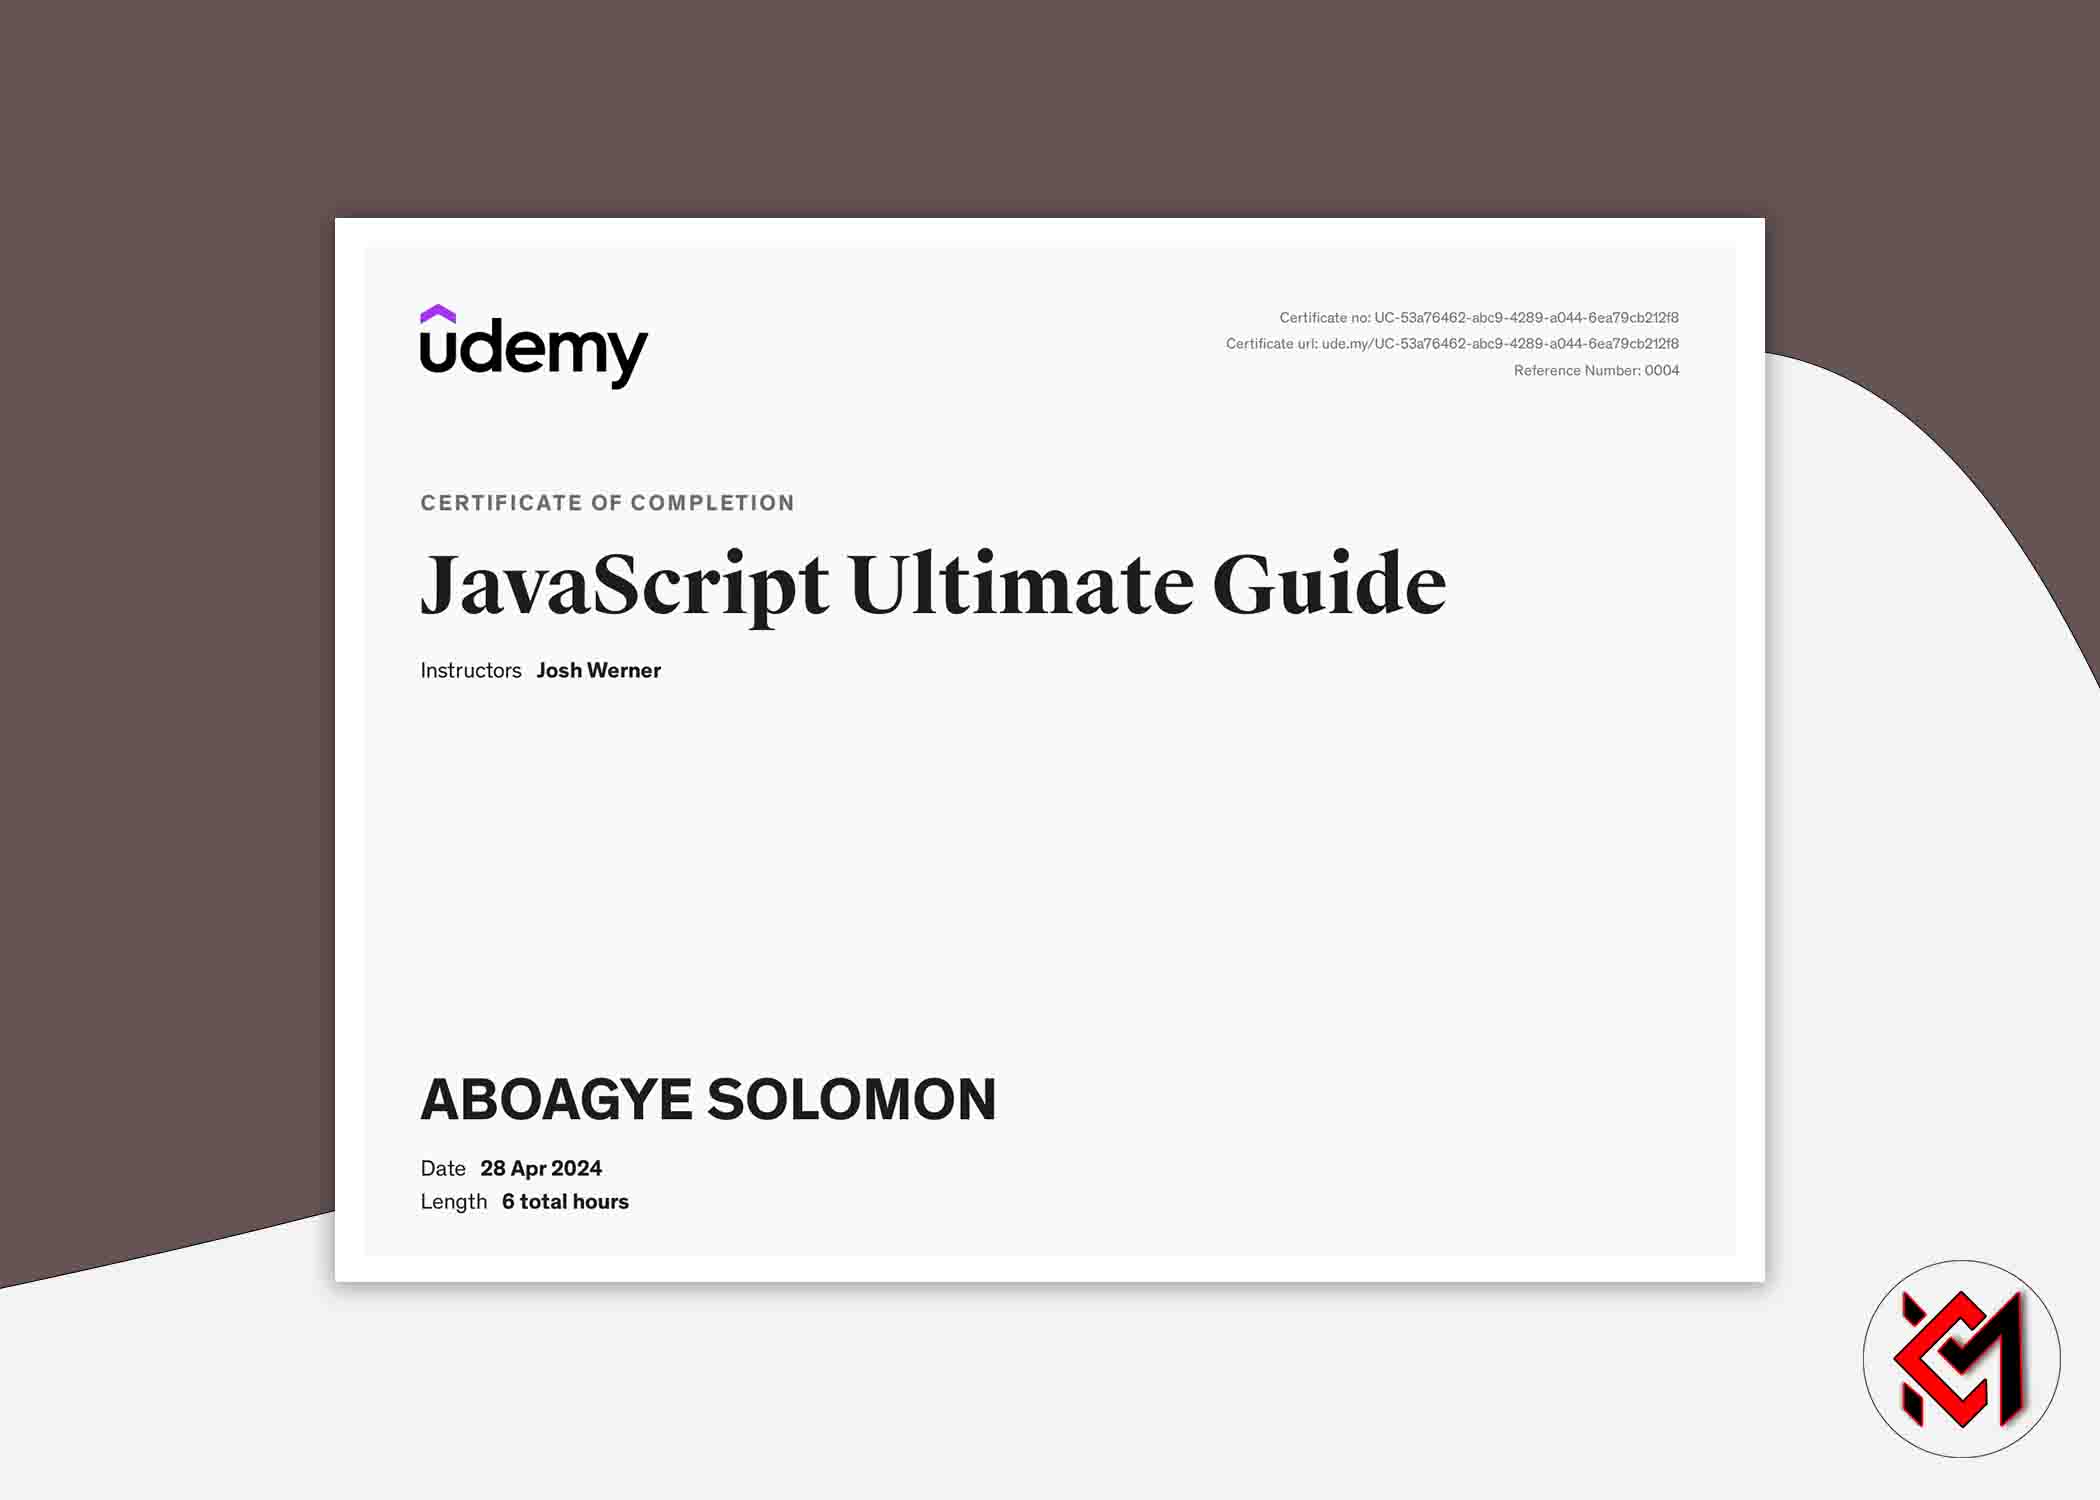 udemy
Certificate no: UC-53a76462-abc9-4289-a044-6ea79cb212f8
Certificate url: ude.my/UC-53a76462-abc9-4289-a044-6ea79cb212f8
Reference Number: 0004
CERTIFICATE OF COMPLETION
JavaScript Ultimate Guide
Instructors Josh Werner
ABOAGYE SOLOMON
Date 28 Apr 2024
Length 6 total hours